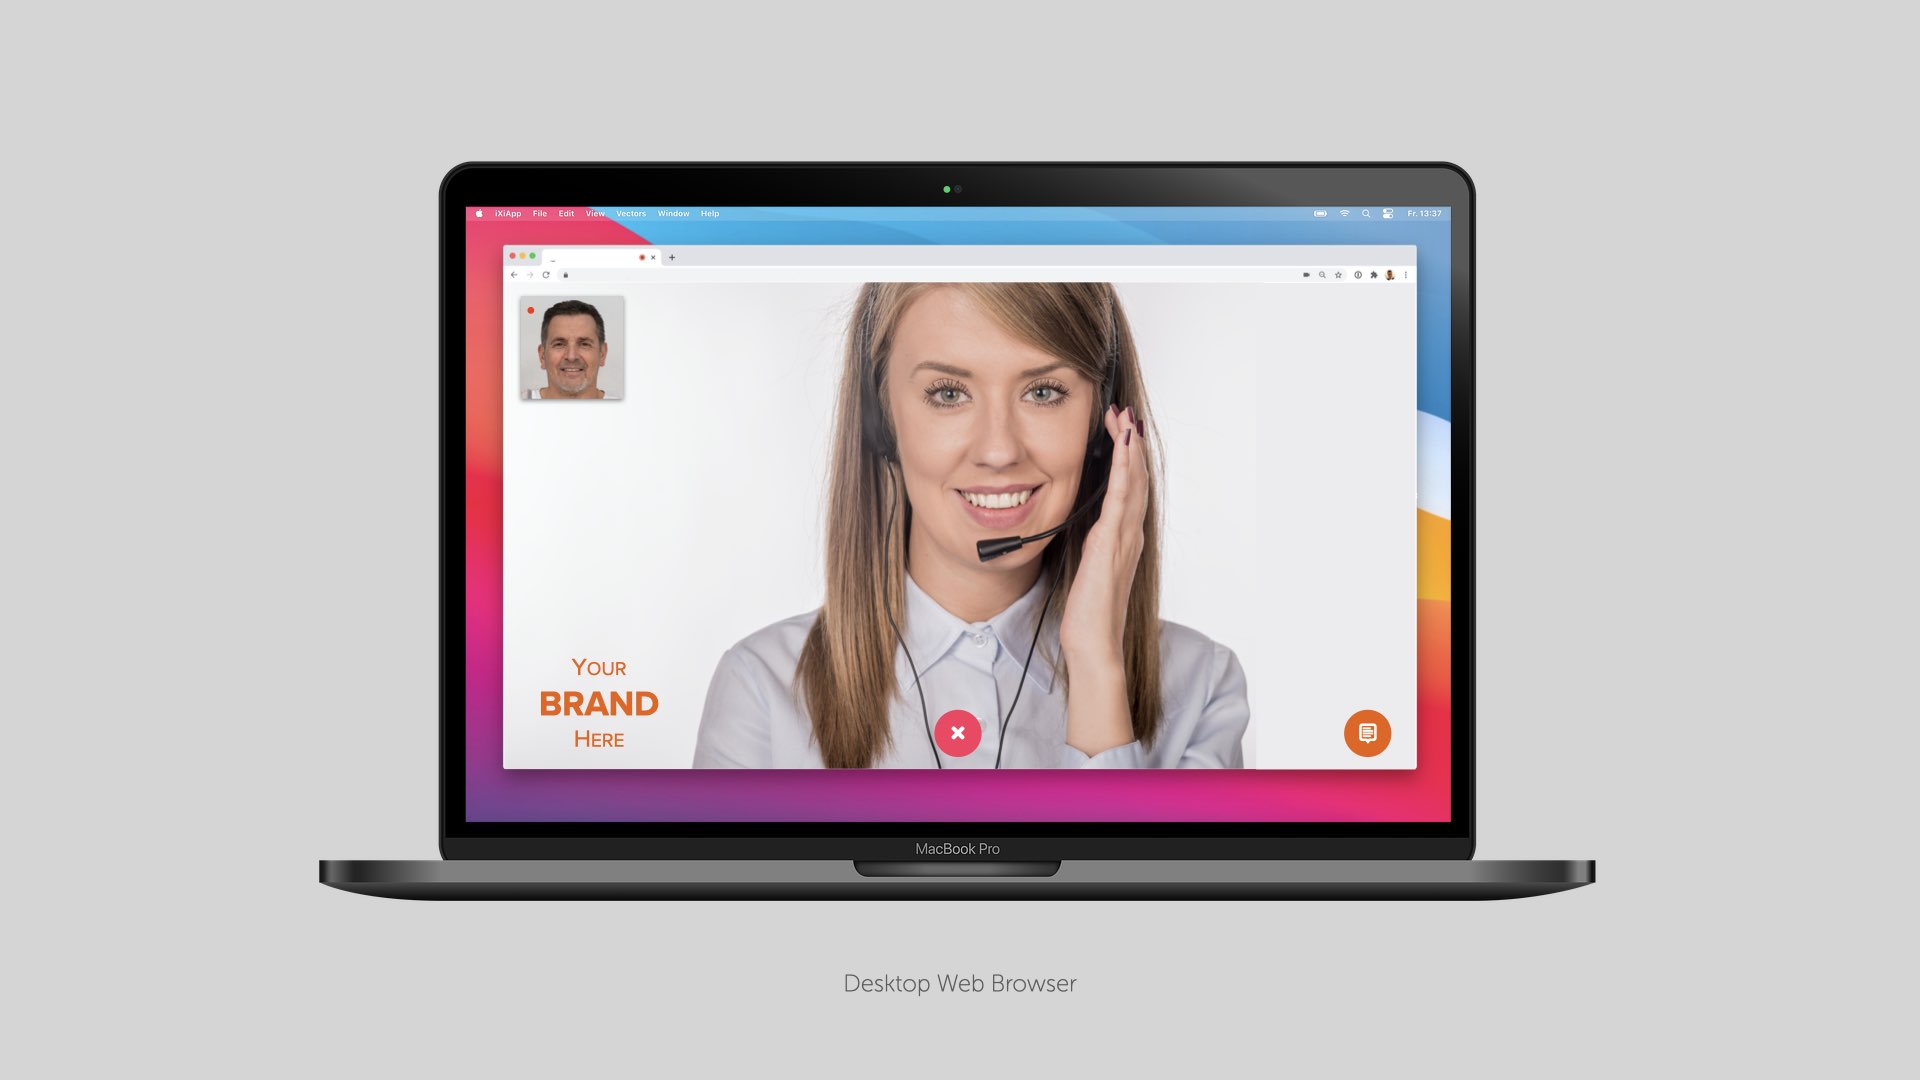 iXiApp File Edit View Vectors Window Help Fr. 13:37
YOUR
BRAND
HERE
MacBook Pro
Desktop Web Browser